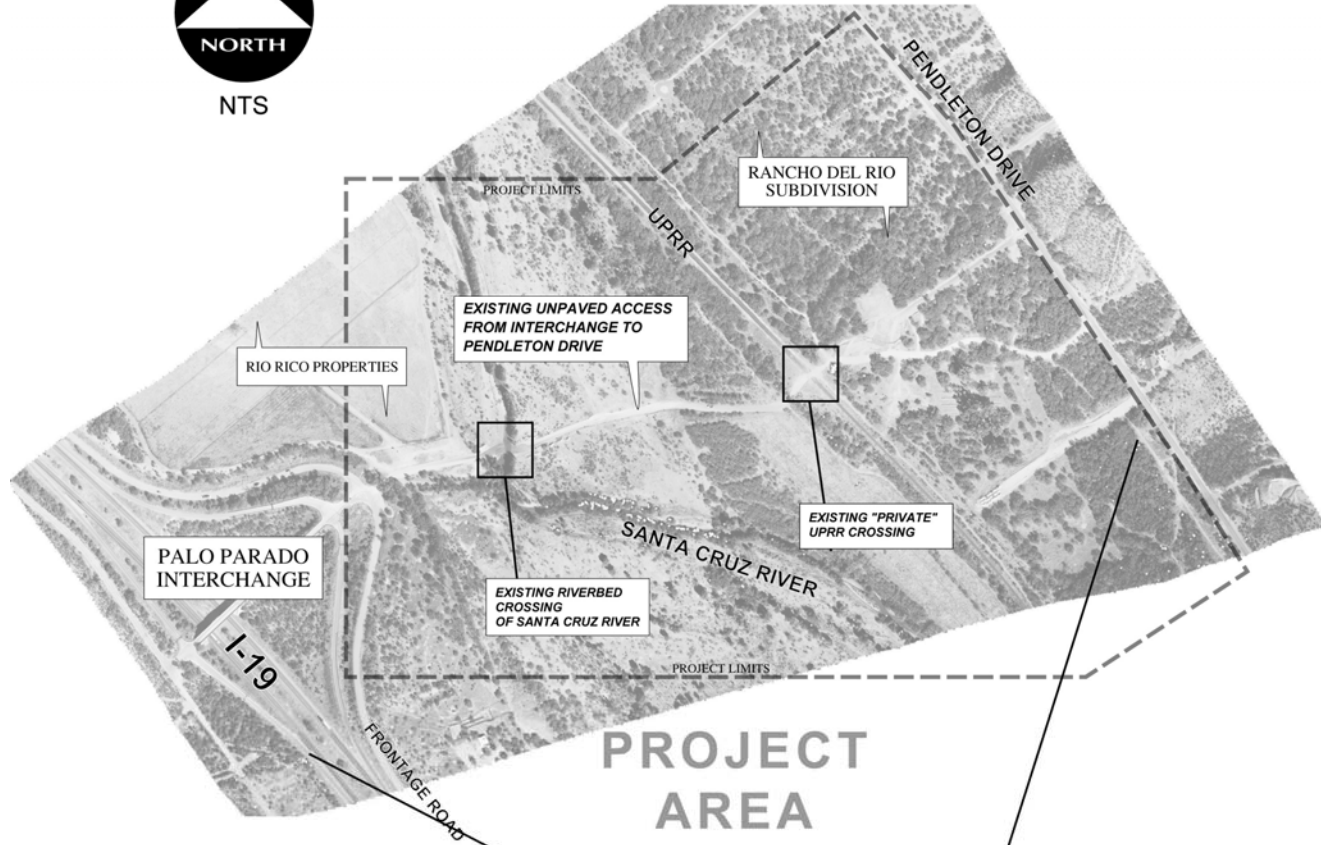 NORTH
NTS
PENDLETON DRIVE
RANCHO DEL RIO
SUBDIVISION
PROJECT LIMITS
UPRR
EXISTING UNPAVED ACCESS
FROM INTERCHANGE TO
PENDLETON DRIVE
RIO RICO PROPERTIES
EXISTING "PRIVATE"
UPRR CROSSING
SANTA CRUZ RIVER
PALO PARADO
INTERCHANGE
EXISTING RIVERBED
CROSSING
OF SANTA CRUZ RIVER
I-19
PROJECT LIMITS
FRONTAGE ROAD
PROJECT
AREA